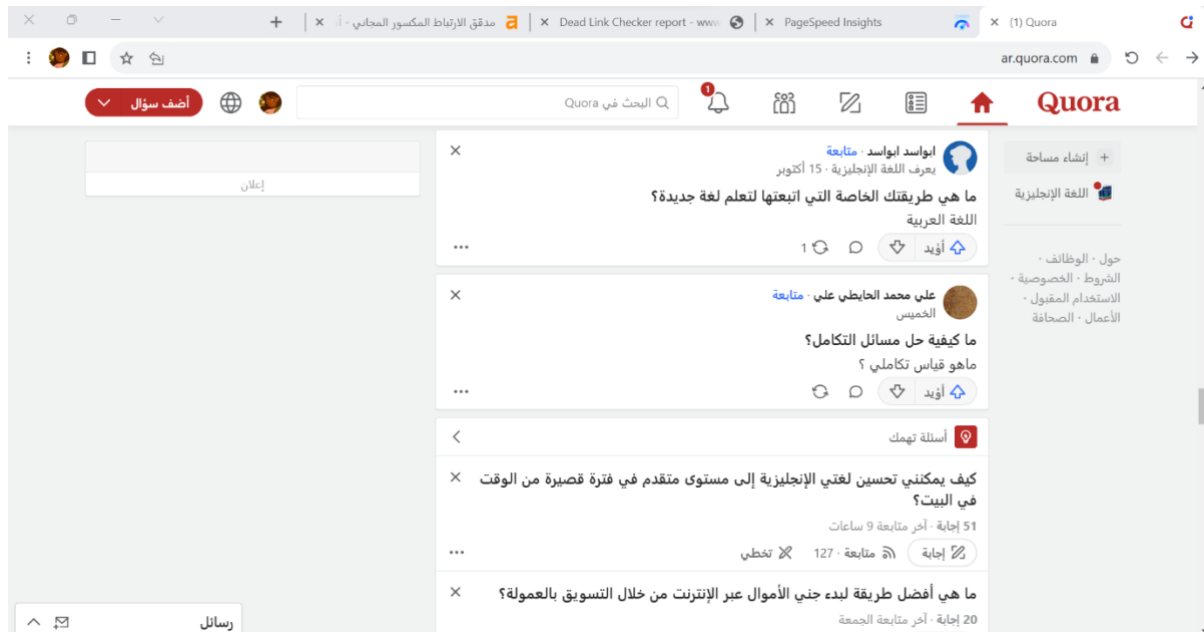 (1) Quora
PageSpeed Insights
Dead Link Checker report - www
مدقق الارتباط المكسور المجاني - أ
ar.quora.com
Quora
البحث في Quora
1
أضف سؤال
إنشاء مساحة
اللغة الإنجليزية
حول · الوظائف ·
الشروط · الخصوصية ·
الاستخدام المقبول ·
الأعمال · الصحافة
ابواسد ابواسد · متابعة
يعرف اللغة الإنجليزية · 15 أكتوبر
ما هي طريقتك الخاصة التي اتبعتها لتعلم لغة جديدة؟
اللغة العربية
أؤيد
1
علي محمد الحايطي علي · متابعة
الخميس
ما كيفية حل مسائل التكامل؟
ماهو قياس تكاملي ؟
أؤيد
أسئلة تهمك
كيف يمكنني تحسين لغتي الإنجليزية إلى مستوى متقدم في فترة قصيرة من الوقت
في البيت؟
51 إجابة · آخر متابعة 9 ساعات
إجابة
متابعة · 127
تخطي
ما هي أفضل طريقة لبدء جني الأموال عبر الإنترنت من خلال التسويق بالعمولة؟
20 إجابة · آخر متابعة الجمعة
إعلان
رسائل